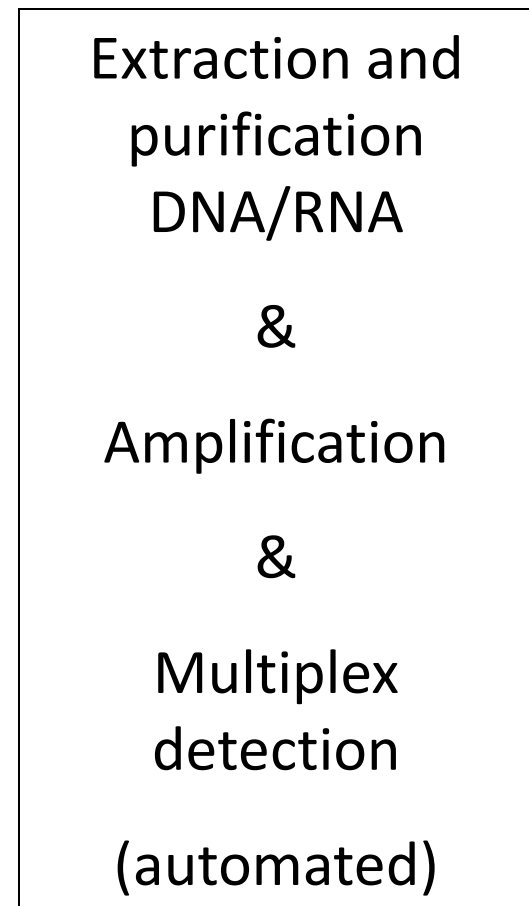 Extraction and
purification
DNA/RNA
&
Amplification
&
Multiplex
detection
(automated)